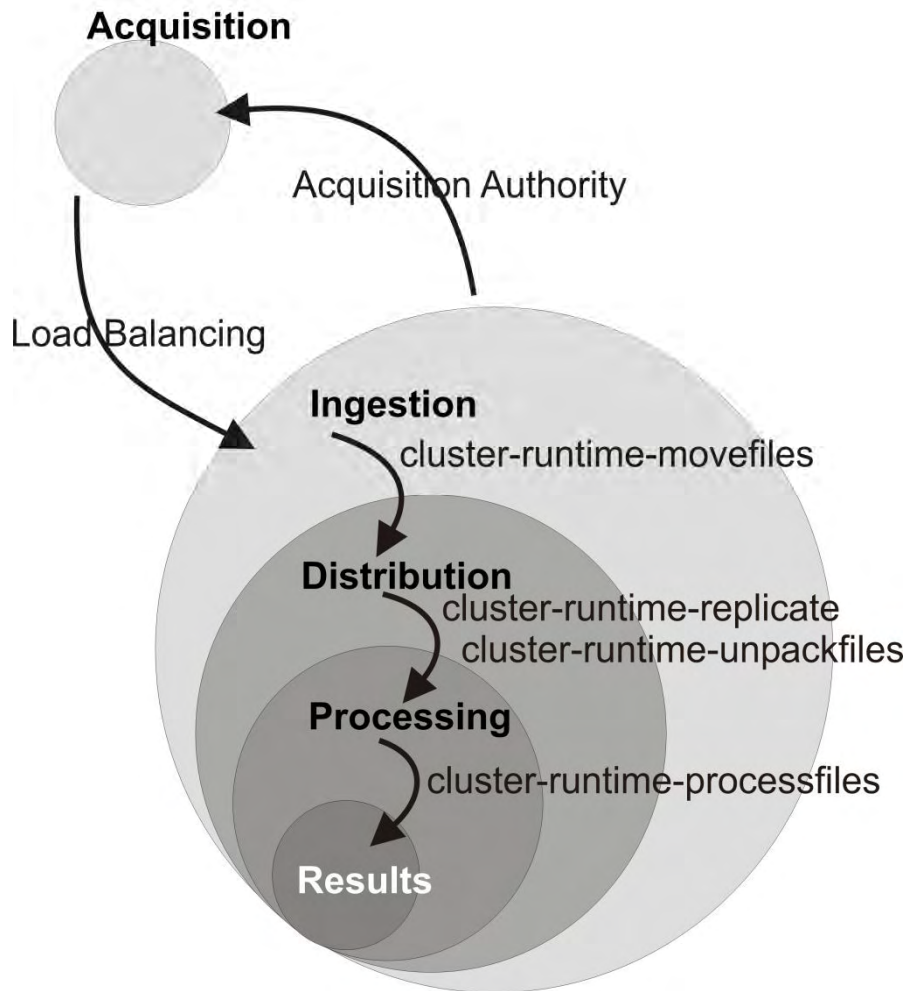 Acquisition
Acquisition Authority
Load Balancing
Ingestion
cluster-runtime-movefiles
Distribution
cluster-runtime-replicate
cluster-runtime-unpackfiles
Processing
cluster-runtime-processfiles
Results